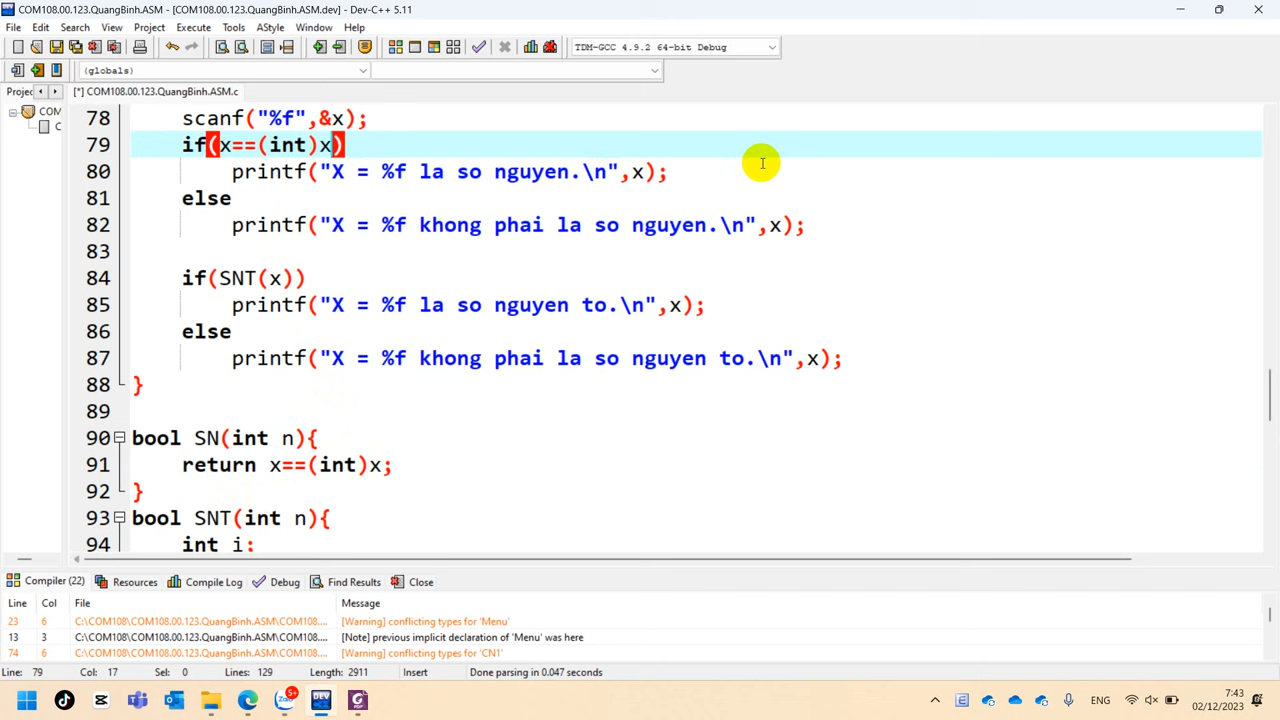 COM108.00.123.QuangBinh.ASM - [COM108.00.123.QuangBinh.ASM.dev] - Dev-C++ 5.11
File Edit Search View Project Execute Tools AStyle Window Help
TDM-GCC 4.9.2 64-bit Debug
(globals)
Projec [*] COM108.00.123.QuangBinh.ASM.c
COM
C
78 scanf("%f",&x);
79 if(x==(int)x)
80 printf("X = %f la so nguyen.\n",x);
81 else
82 printf("X = %f khong phai la so nguyen.\n",x);
83
84 if(SNT(x))
85 printf("X = %f la so nguyen to.\n",x);
86 else
87 printf("X = %f khong phai la so nguyen to.\n",x);
88 }
89
90 bool SN(int n){
91 return x==(int)x;
92 }
93 bool SNT(int n){
94 int i;
Compiler (22) Resources Compile Log Debug Find Results Close
Line Col File Message
23 6 C:\COM108\COM108.00.123.QuangBinh.ASM\COM108.... [Warning] conflicting types for 'Menu'
13 3 C:\COM108\COM108.00.123.QuangBinh.ASM\COM108.... [Note] previous implicit declaration of 'Menu' was here
74 6 C:\COM108\COM108.00.123.QuangBinh.ASM\COM108.... [Warning] conflicting types for 'CN1'
Line: 79 Col: 17 Sel: 0 Lines: 129 Length: 2911 Insert Done parsing in 0.047 seconds
5+
DEV
PDF
ENG
7:43
02/12/2023